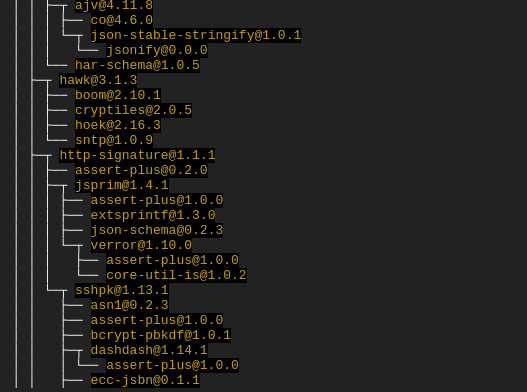 ajv@4.11.8
co@4.6.0
json-stable-stringify@1.0.1
jsonify@0.0.0
har-schema@1.0.5
hawk@3.1.3
boom@2.10.1
cryptiles@2.0.5
hoek@2.16.3
sntp@1.0.9
http-signature@1.1.1
assert-plus@0.2.0
jsprim@1.4.1
assert-plus@1.0.0
extsprintf@1.3.0
json-schema@0.2.3
verror@1.10.0
assert-plus@1.0.0
core-util-is@1.0.2
sshpk@1.13.1
asn1@0.2.3
assert-plus@1.0.0
bcrypt-pbkdf@1.0.1
dashdash@1.14.1
assert-plus@1.0.0
ecc-jsbn@0.1.1